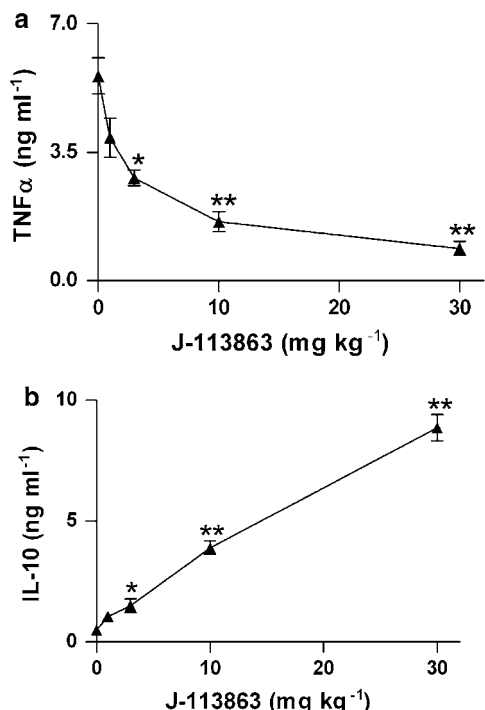 a
7.0
3.5
0.0
TNFα (ng ml⁻¹)
*
**
**
0 10 20 30
J-113863 (mg kg⁻¹)
b
10
5
0
IL-10 (ng ml⁻¹)
*
**
**
0 10 20 30
J-113863 (mg kg⁻¹)